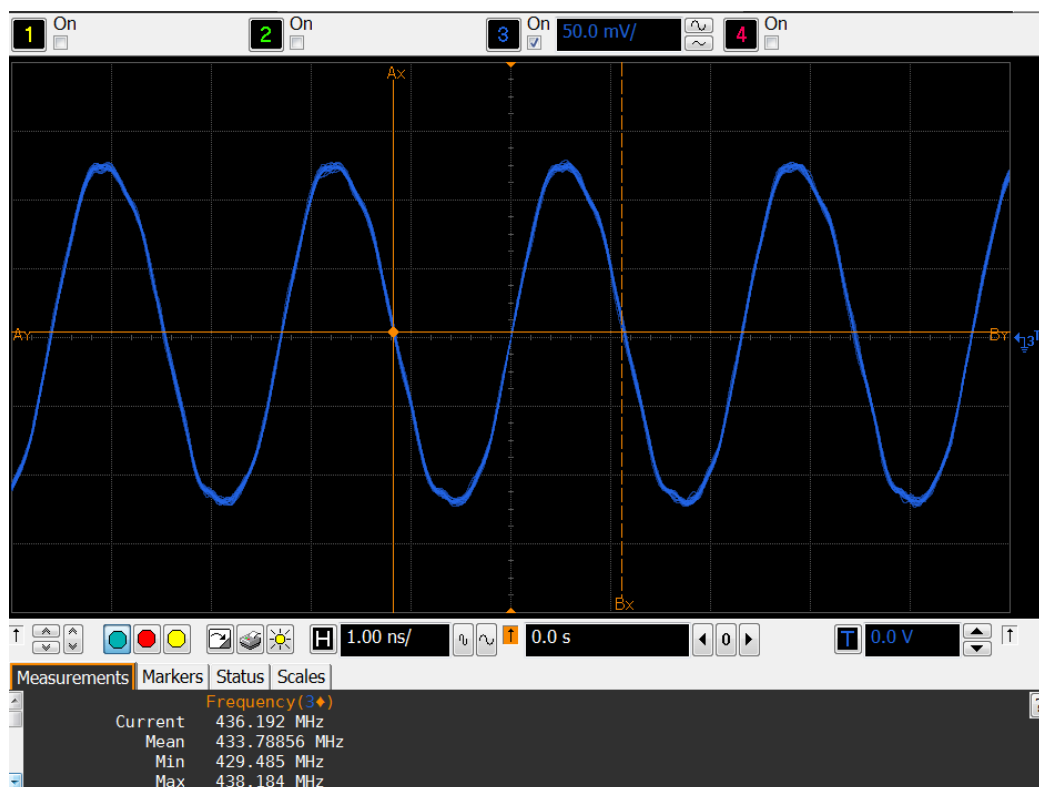 1 On 2 On 3 On 50.0 mV/ 4 On
Ax
AY BY 3 T
Bx
H 1.00 ns/ 0.0 s 0 T 0.0 V
Measurements Markers Status Scales
Frequency(3♦)
Current 436.192 MHz
Mean 433.78856 MHz
Min 429.485 MHz
Max 438.184 MHz